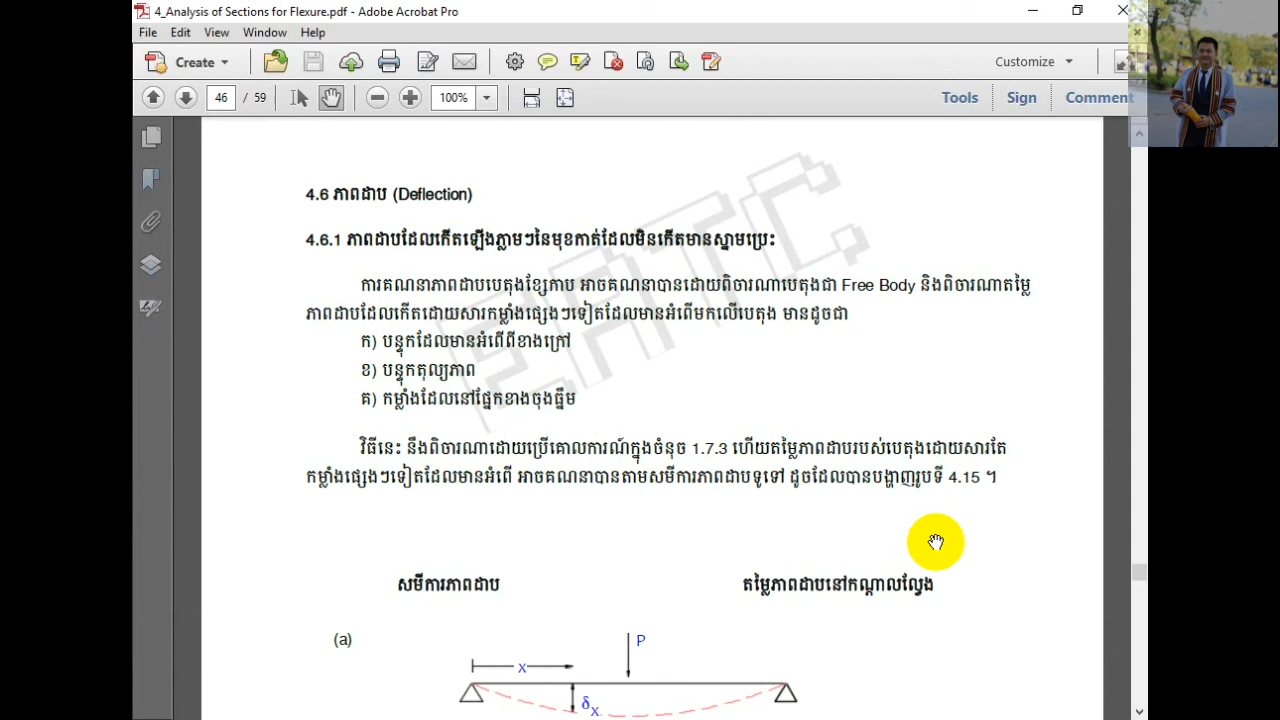 4_Analysis of Sections for Flexure.pdf - Adobe Acrobat Pro
File Edit View Window Help
Create Customize
46 / 59 100% Tools Sign Comment
EATC
4.6 ភាពដាប (Deflection)
4.6.1 ភាពដាបដែលកើតឡើងភ្លាមៗនៃមុខកាត់ដែលមិនកើតមានស្នាមប្រេះ
ការគណនាភាពដាបបេតុងខ្សែកាប អាចគណនាបានដោយពិចារណាបេតុងជា Free Body និងពិចារណាតម្លៃ
ភាពដាបដែលកើតដោយសារកម្លាំងផ្សេងៗទៀតដែលមានអំពើមកលើបេតុង មានដូចជា
ក) បន្ទុកដែលមានអំពើពីខាងក្រៅ
ខ) បន្ទុកតុល្យភាព
គ) កម្លាំងដែលនៅផ្នែកខាងចុងធ្នឹម
វិធីនេះ នឹងពិចារណាដោយប្រើគោលការណ៍ក្នុងចំនុច 1.7.3 ហើយតម្លៃភាពដាបរបស់បេតុងដោយសារតែ
កម្លាំងផ្សេងៗទៀតដែលមានអំពើ អាចគណនាបានតាមសមីការភាពដាបទូទៅ ដូចដែលបានបង្ហាញរូបទី 4.15 ។
សមីការភាពដាប តម្លៃភាពដាបនៅកណ្តាលល្វែង
(a) P
x
δx